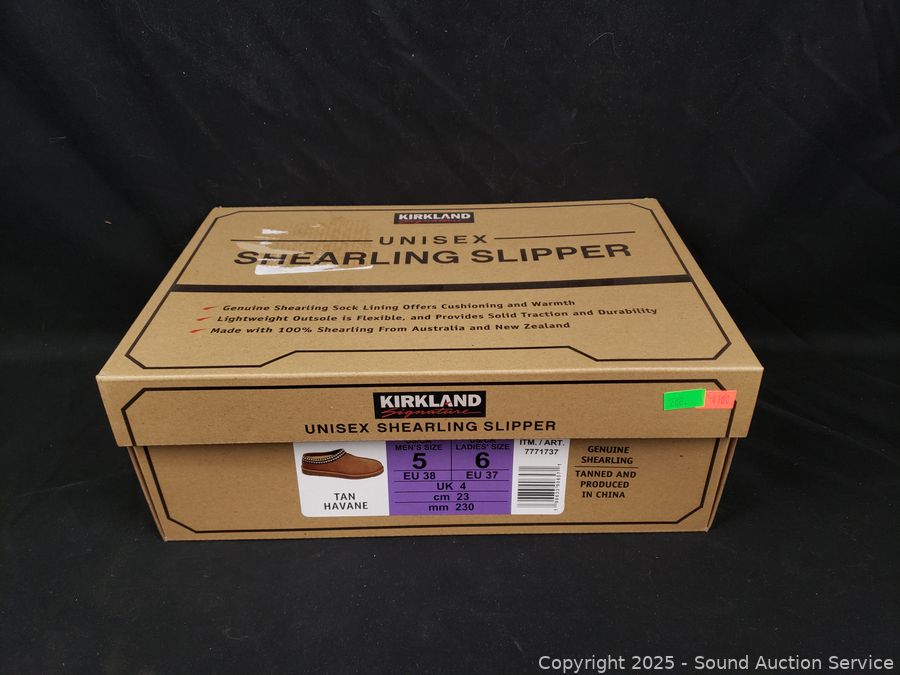 KIRKLAND
UNISEX
SHEARLING SLIPPER
Genuine Shearling Sock Lining Offers Cushioning and Warmth
Lightweight Outsole is Flexible, and Provides Solid Traction and Durability
Made with 100% Shearling From Australia and New Zealand
KIRKLAND
Signature
UNISEX SHEARLING SLIPPER
TAN
HAVANE
MEN'S SIZE
5
EU 38
LADIES' SIZE
6
EU 37
UK 4
cm 23
mm 230
ITM. / ART.
7771737
GENUINE
SHEARLING
TANNED AND
PRODUCED
IN CHINA
Copyright 2025 - Sound Auction Service